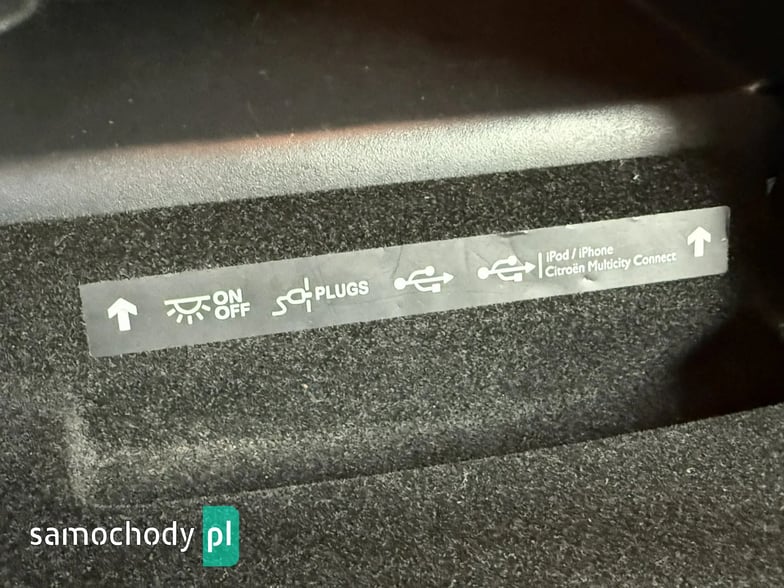 ON
OFF
PLUGS
iPod / iPhone
Citroën Multicity Connect
samochody pl